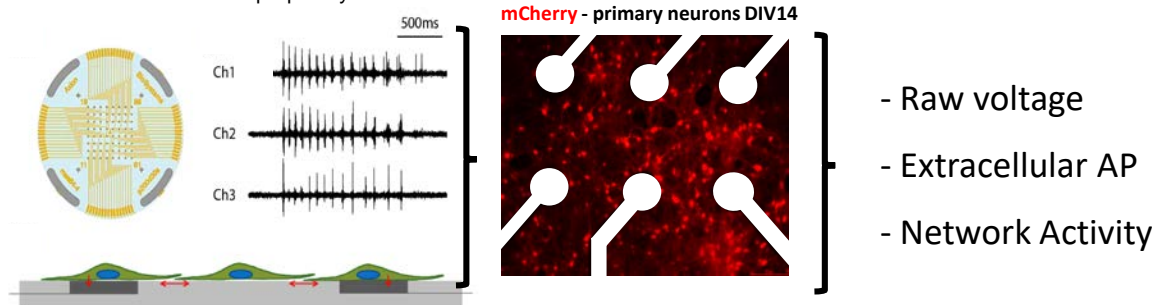 mCherry - primary neurons DIV14
500ms
Ch1
Ch2
Ch3
- Raw voltage
- Extracellular AP
- Network Activity